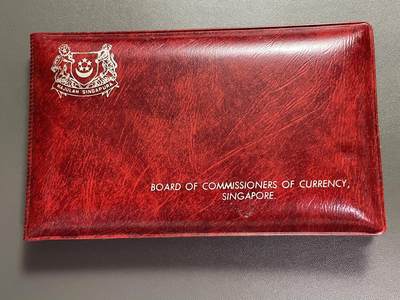 MAJULAH SINGAPURA
BOARD OF COMMISSIONERS OF CURRENCY,
SINGAPORE.